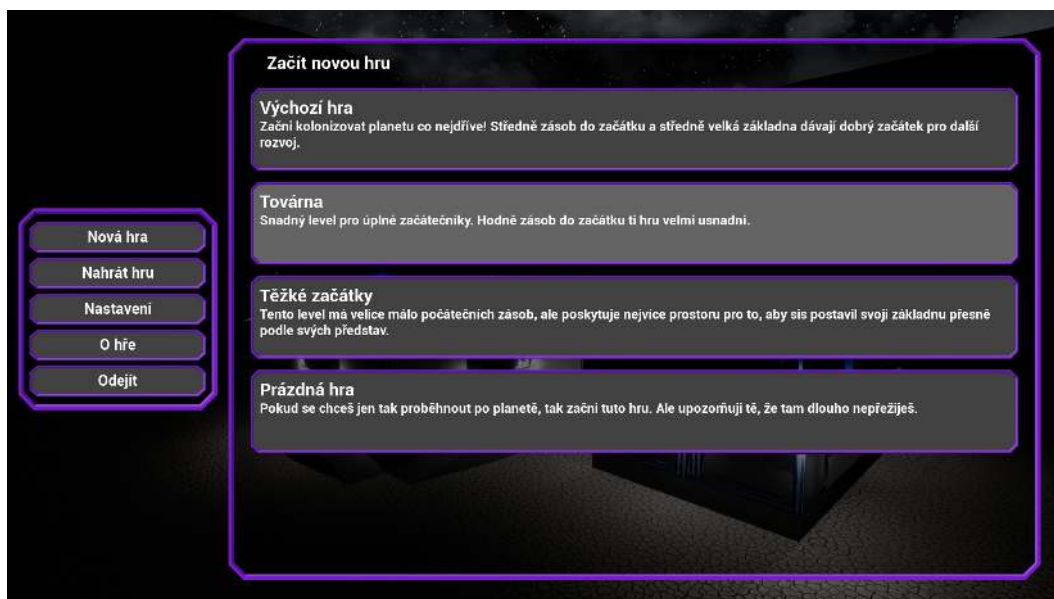 Začít novou hru
Výchozí hra
Začni kolonizovat planetu co nejdříve! Středně zásob do začátku a středně velká základna dávají dobrý začátek pro další
rozvoj.
Továrna
Snadný level pro úplné začátečníky. Hodně zásob do začátku ti hru velmi usnadní.
Těžké začátky
Tento level má velice málo počátečních zásob, ale poskytuje nejvíce prostoru pro to, aby sis postavil svoji základnu přesně
podle svých představ.
Prázdná hra
Pokud se chceš jen tak proběhnout po planetě, tak začni tuto hru. Ale upozorňuji tě, že tam dlouho nepřežiješ.
Nová hra
Nahrát hru
Nastavení
O hře
Odejít